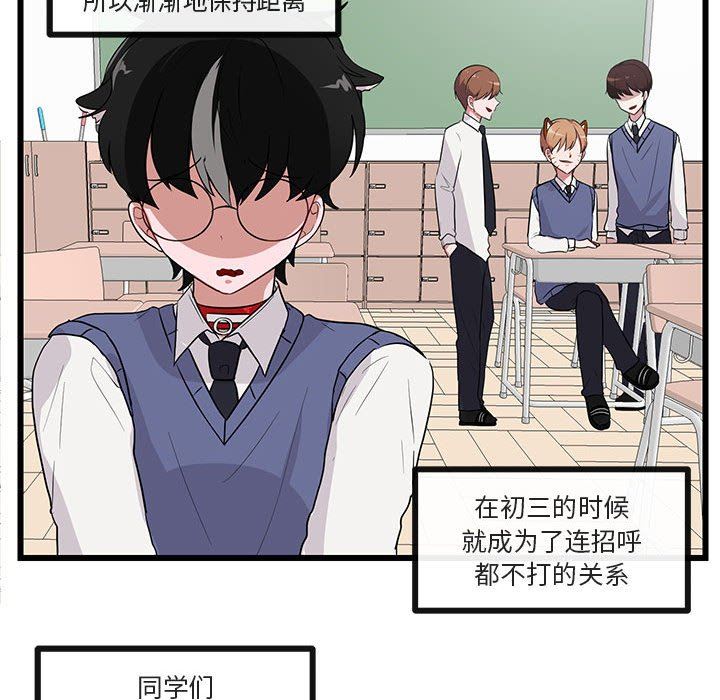 所以渐渐地保持距离
在初三的时候
就成为了连招呼
都不打的关系
同学们